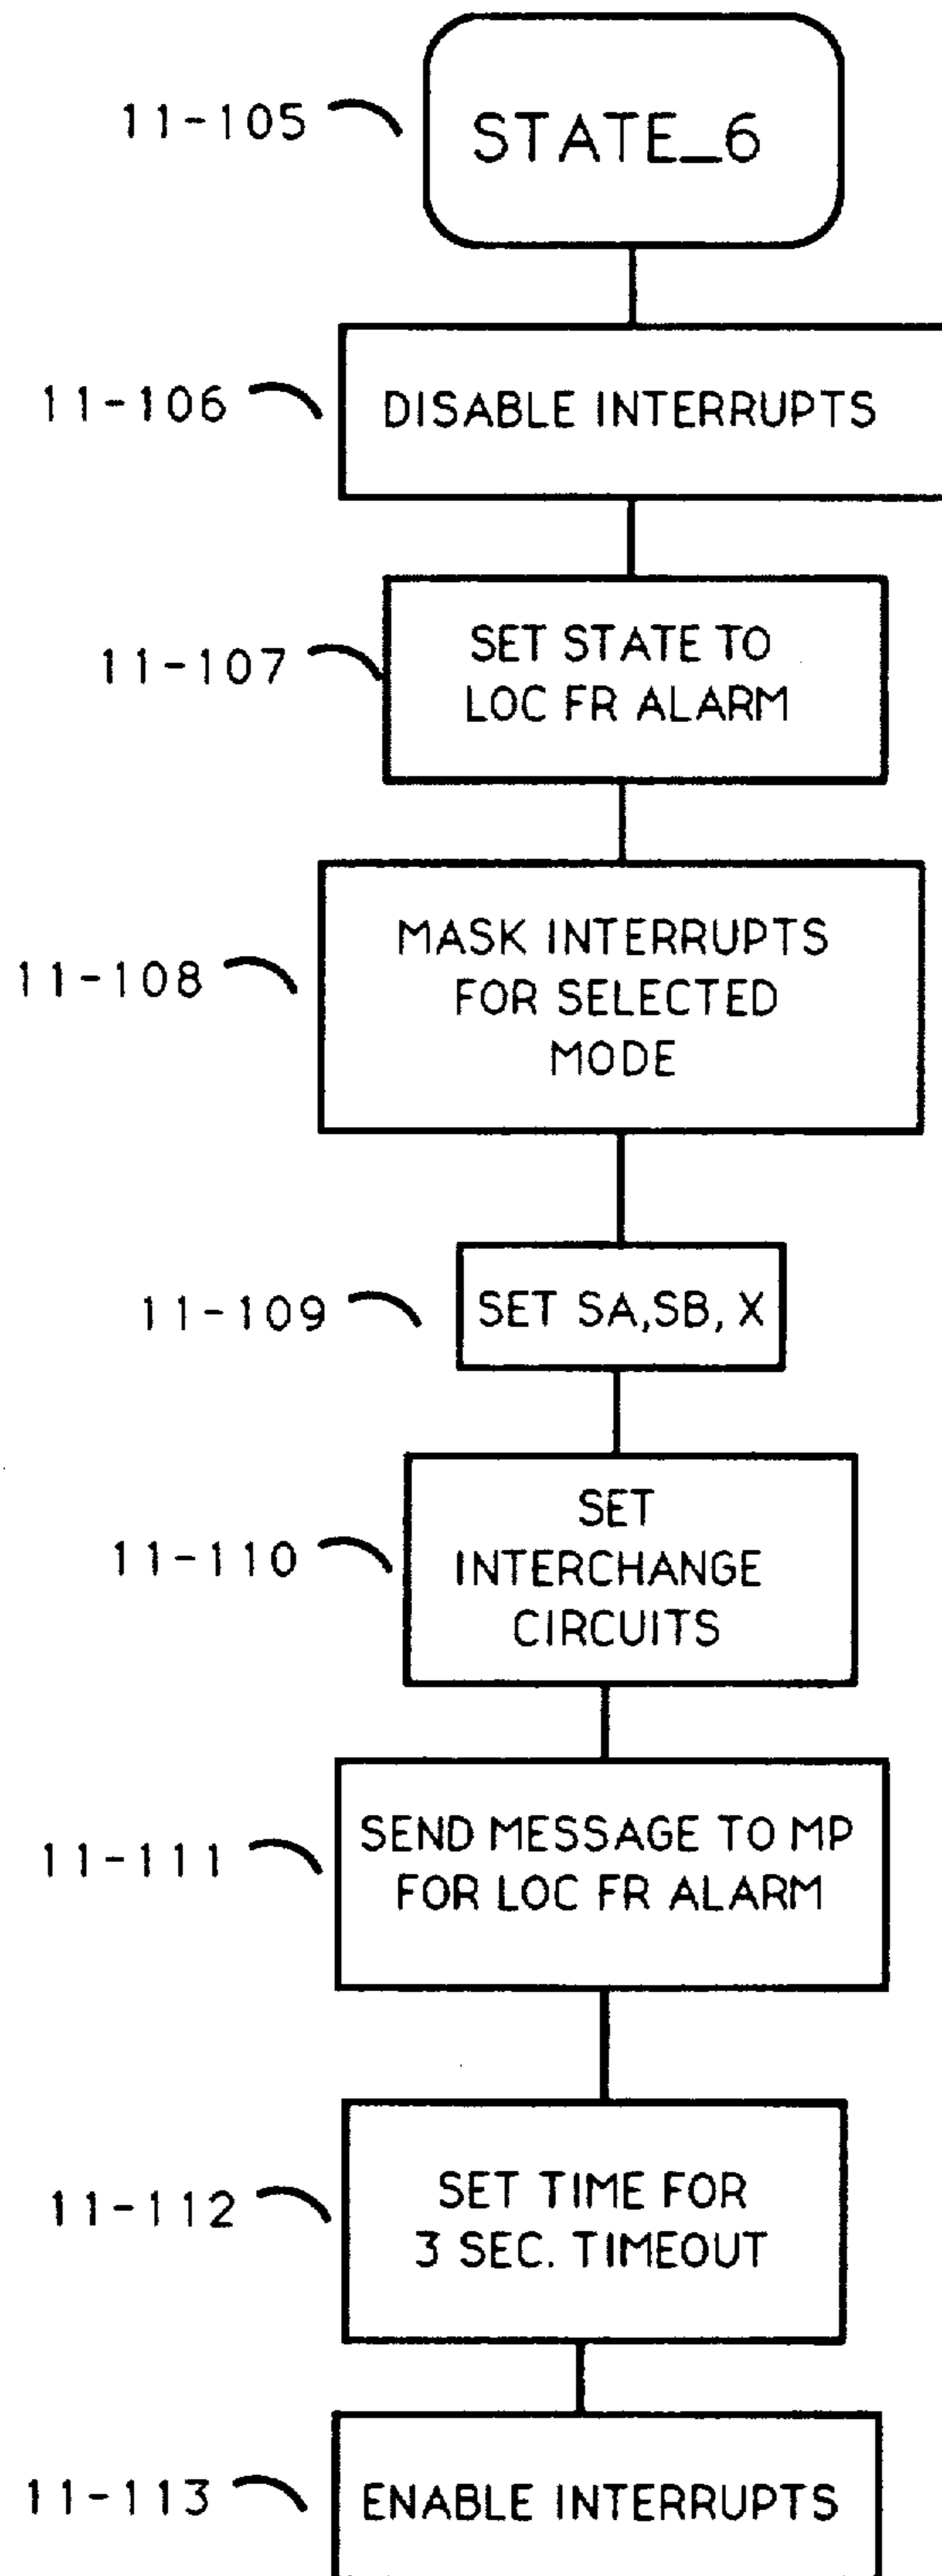 11-105
STATE_6
11-106
DISABLE INTERRUPTS
11-107
SET STATE TO
LOC FR ALARM
11-108
MASK INTERRUPTS
FOR SELECTED
MODE
11-109
SET SA,SB, X
11-110
SET
INTERCHANGE
CIRCUITS
11-111
SEND MESSAGE TO MP
FOR LOC FR ALARM
11-112
SET TIME FOR
3 SEC. TIMEOUT
11-113
ENABLE INTERRUPTS